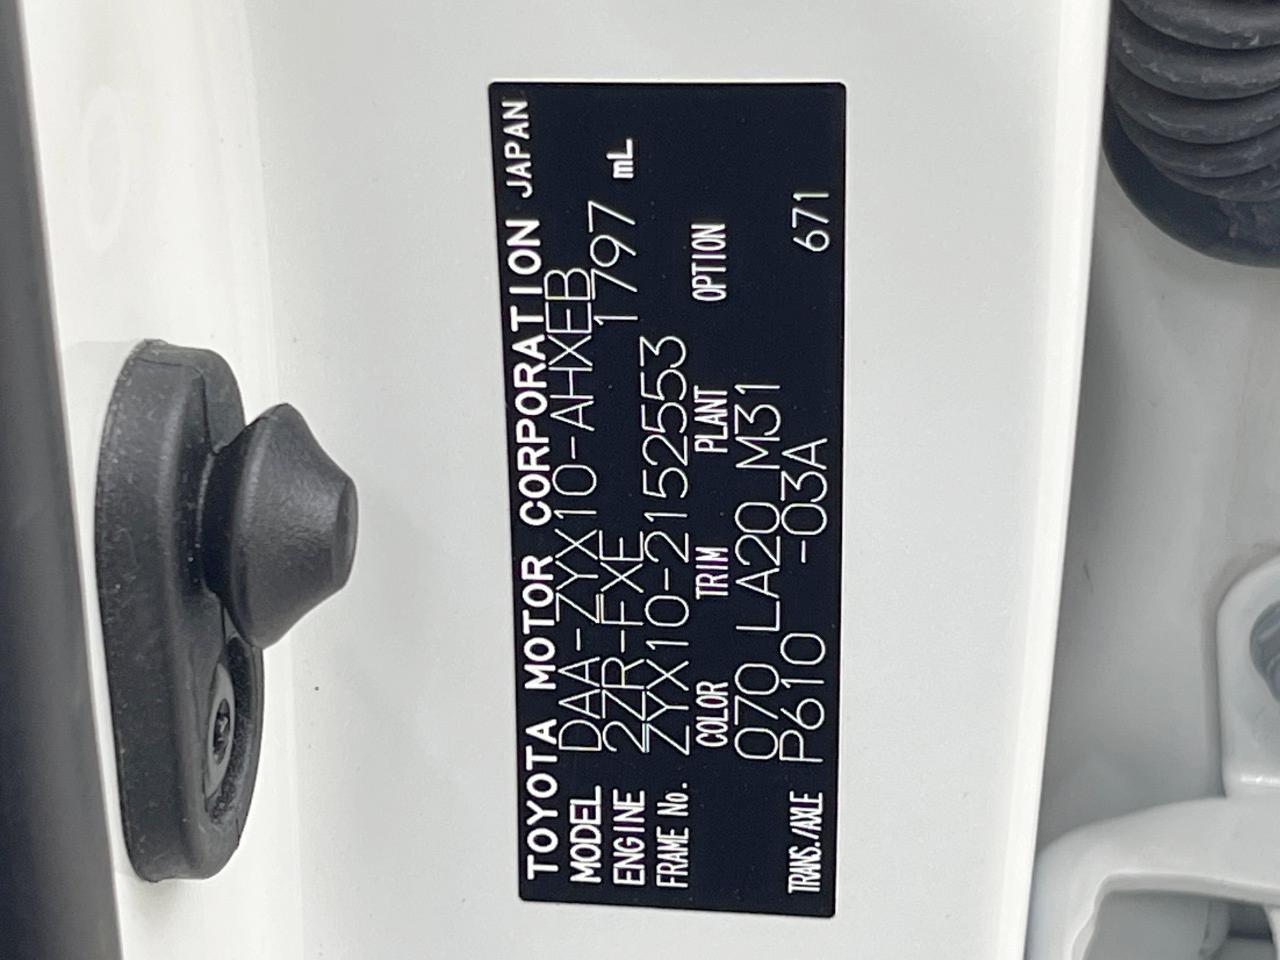 TOYOTA MOTOR CORPORATION JAPAN
MODEL DAA-ZYX10-AHXEB
ENGINE 2ZR-FXE 1797 mL
FRAME No. ZYX10-2152553
COLOR TRIM PLANT OPTION
070 LA20 M31
TRANS./AXLE P610 -03A 671